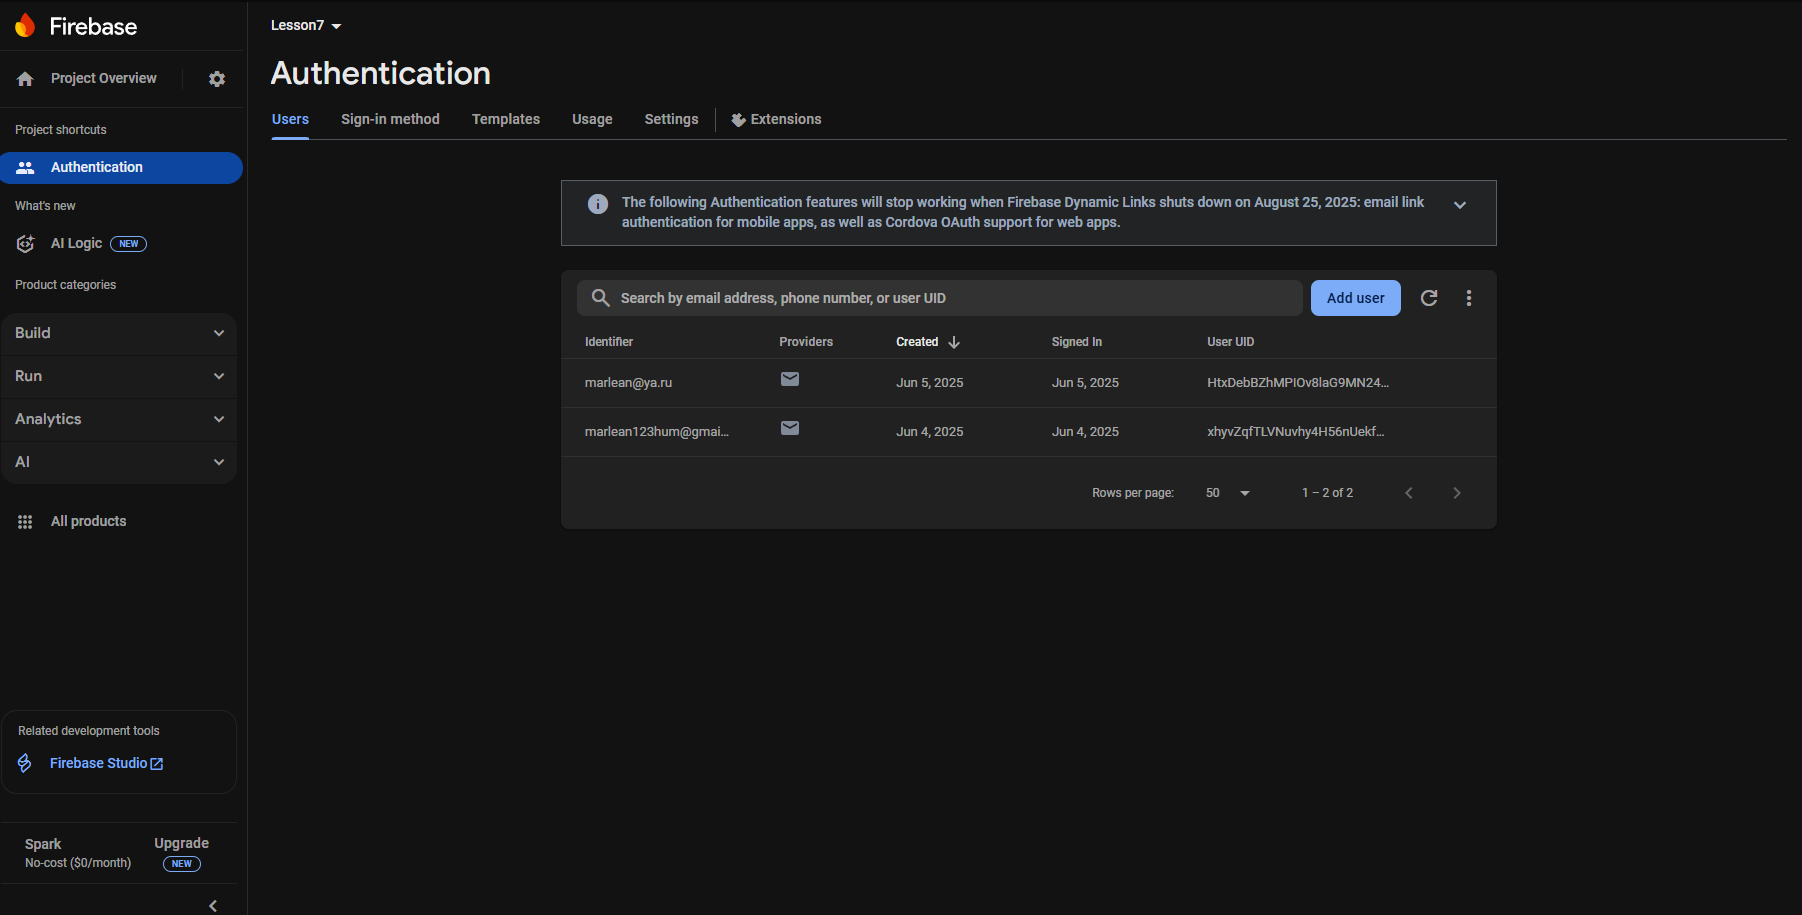 Firebase
Project Overview
Project shortcuts
Authentication
What's new
AI Logic NEW
Product categories
Build
Run
Analytics
AI
All products
Related development tools
Firebase Studio
Spark
No-cost ($0/month)
Upgrade
NEW
Lesson7
Authentication
Users Sign-in method Templates Usage Settings Extensions
The following Authentication features will stop working when Firebase Dynamic Links shuts down on August 25, 2025: email link
authentication for mobile apps, as well as Cordova OAuth support for web apps.
Search by email address, phone number, or user UID Add user
Identifier Providers Created Signed In User UID
marlean@ya.ru Jun 5, 2025 Jun 5, 2025 HtxDebBZhMPIOv8laG9MN24...
marlean123hum@gmai... Jun 4, 2025 Jun 4, 2025 xhyvZqfTLVNuvhy4H56nUekf...
Rows per page: 50 1 – 2 of 2